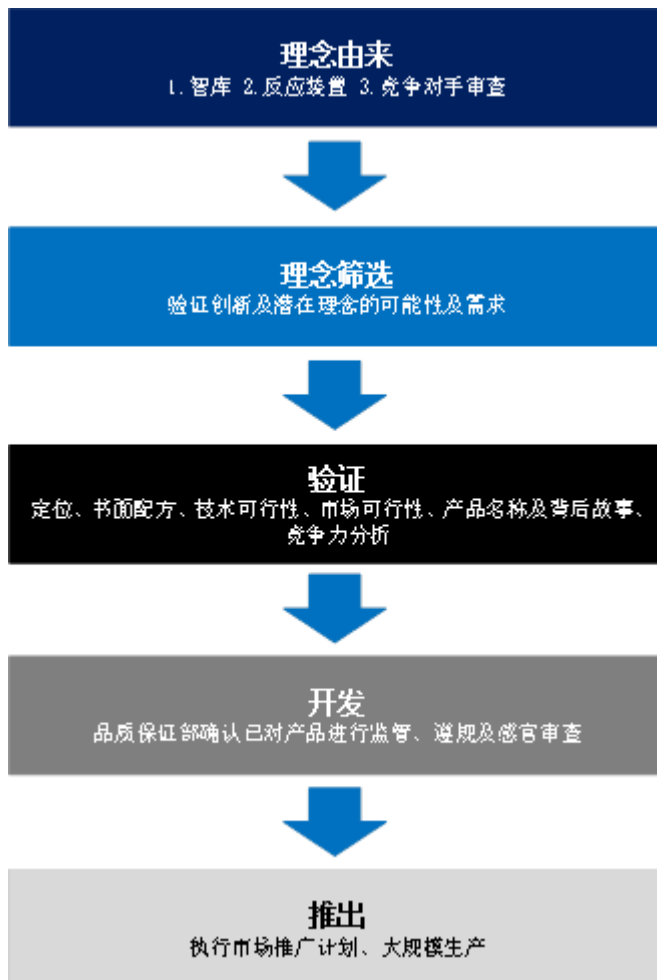 理念由来
1. 智库 2. 反应装置 3. 竞争对手审查
理念筛选
验证创新及潜在理念的可能性及需求
验证
定位、书面配方、技术可行性、市场可行性、产品名称及背后故事、
竞争力分析
开发
品质保证部确认已对产品进行监管、遵规及感官审查
推出
执行市场推广计划、大规模生产